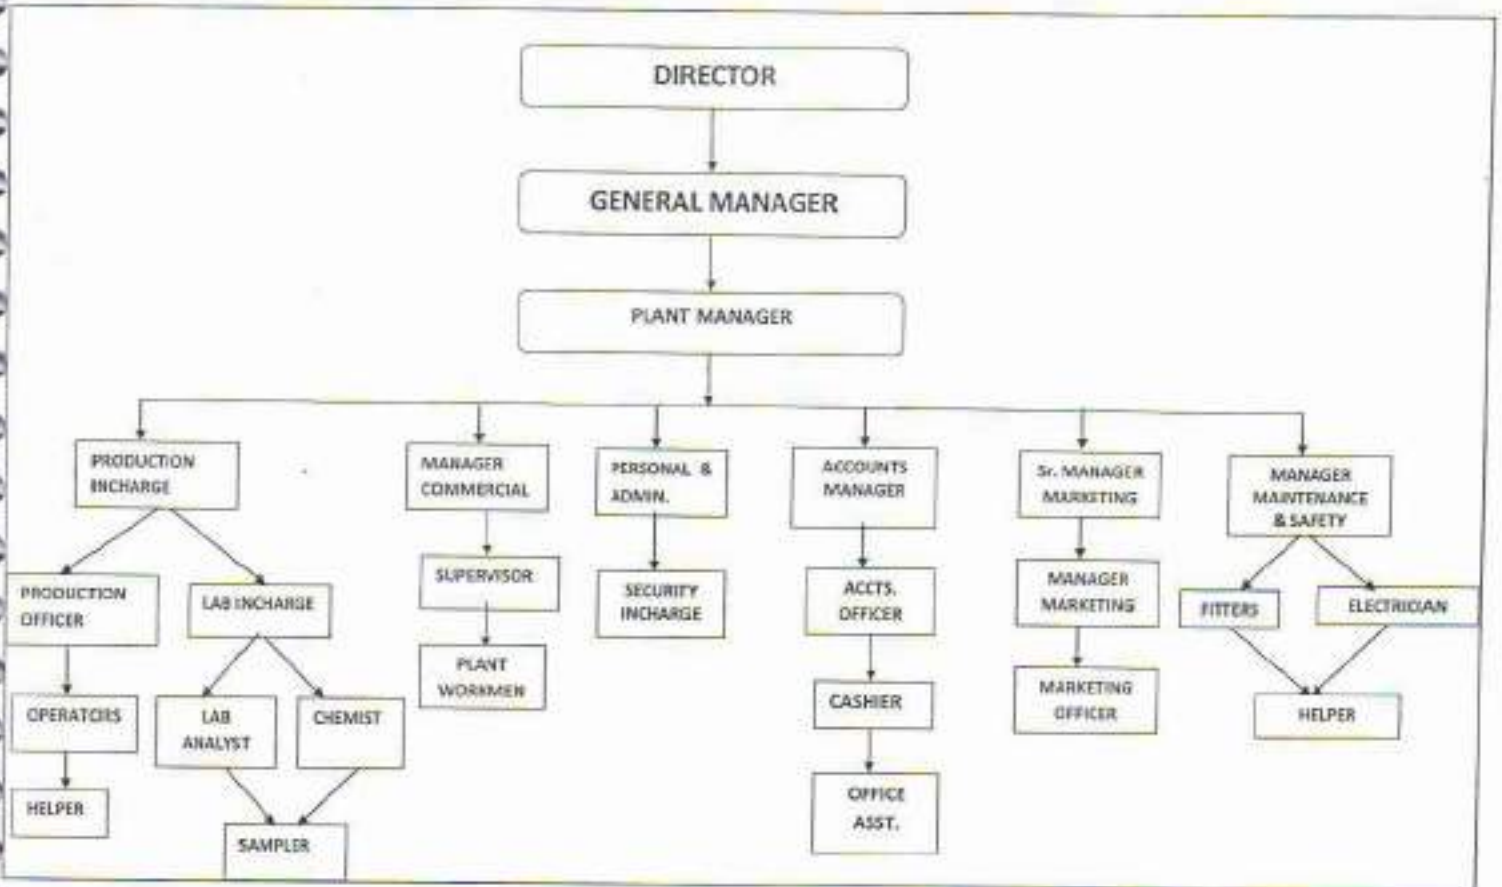 DIRECTOR
GENERAL MANAGER
PLANT MANAGER
PRODUCTION
INCHARGE
MANAGER
COMMERCIAL
PERSONAL &
ADMIN.
ACCOUNTS
MANAGER
Sr. MANAGER
MARKETING
MANAGER
MAINTENANCE
& SAFETY
PRODUCTION
OFFICER
LAB INCHARGE
SUPERVISOR
SECURITY
INCHARGE
ACCTS.
OFFICER
MANAGER
MARKETING
FITTERS
ELECTRICIAN
OPERATORS
LAB
ANALYST
CHEMIST
PLANT
WORKMEN
CASHIER
MARKETING
OFFICER
HELPER
HELPER
SAMPLER
OFFICE
ASST.